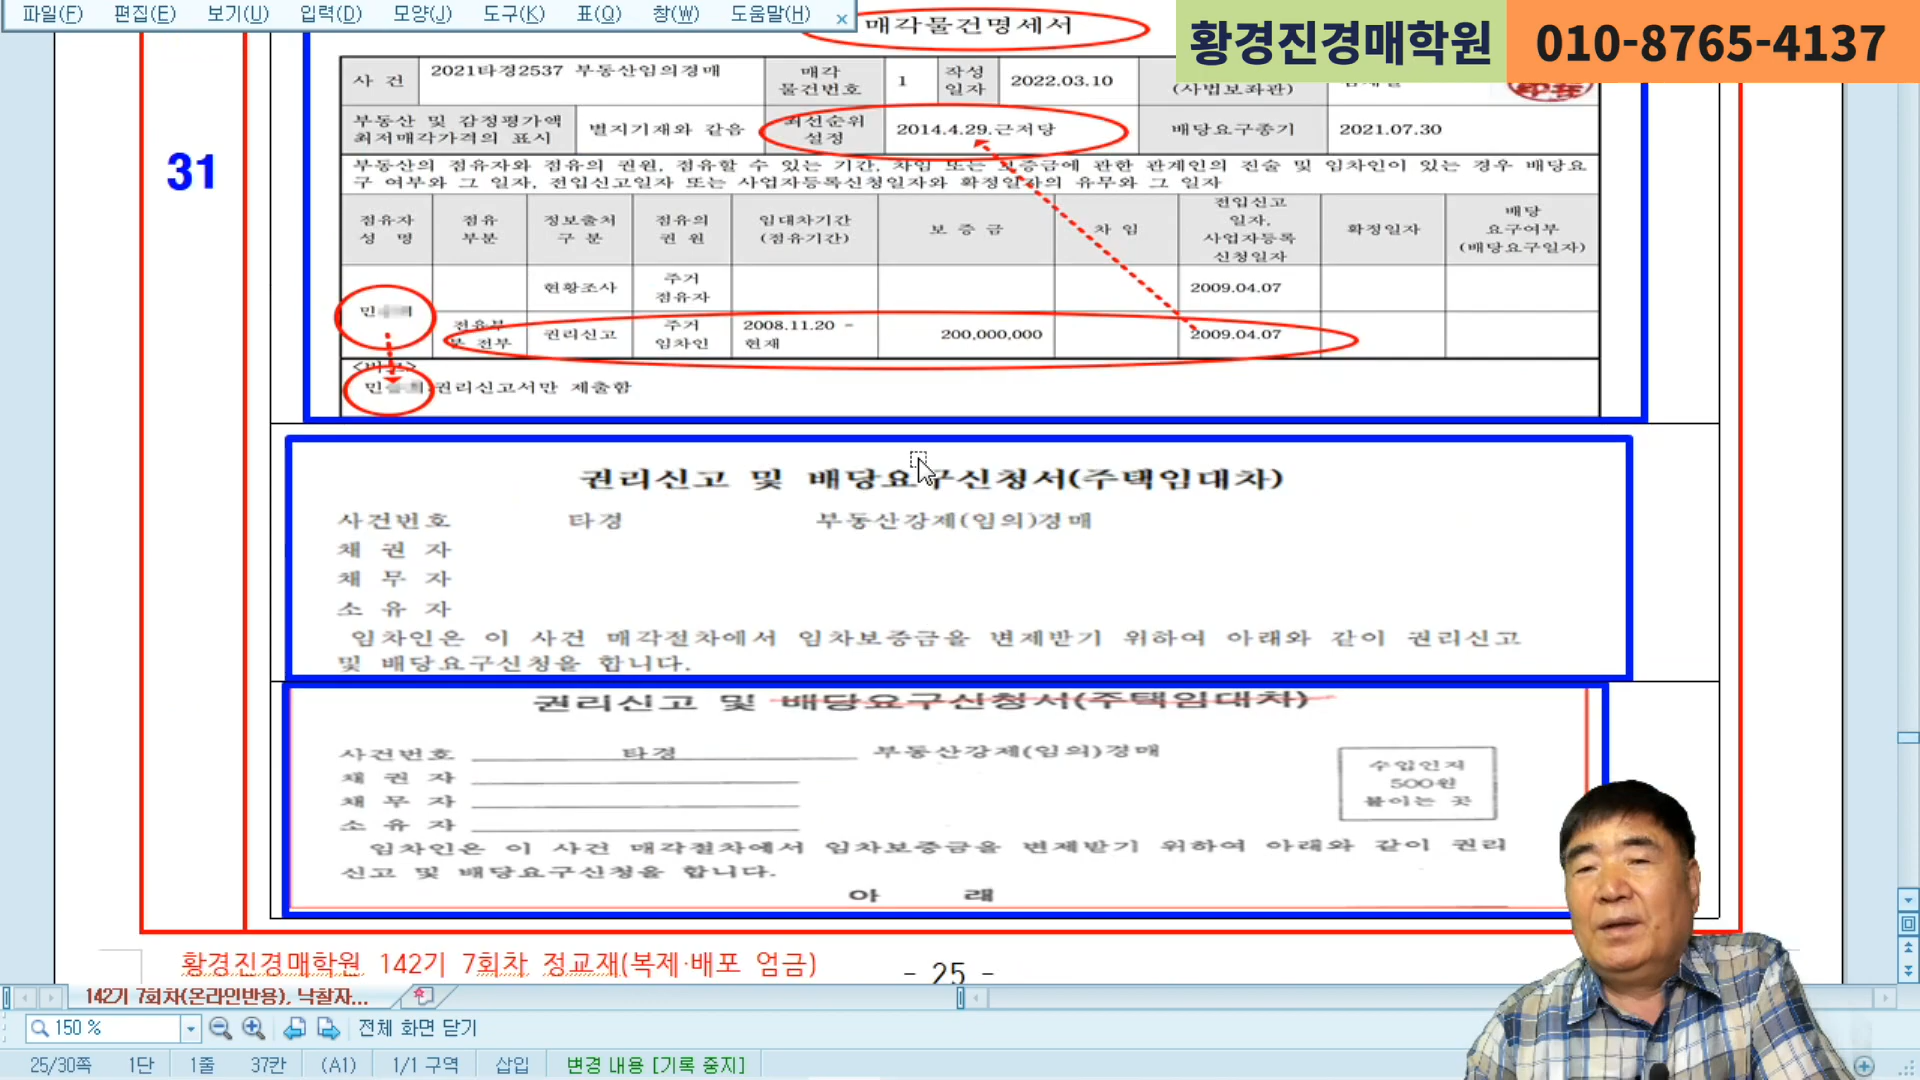 파일(F) 편집(E) 보기(U) 입력(D) 모양(J) 도구(K) 표(Q) 창(W) 도움말(H) x
매각물건명세서
황경진경매학원 010-8765-4137
사 건 2021타경2537 부동산임의경매 매각 물건번호 1 작성 일자 2022.03.10 (사법보좌관)
부동산 및 감정평가액 최저매각가격의 표시 별지기재와 같음 최선순위 설정 2014.4.29.근저당 배당요구종기 2021.07.30
부동산의 점유자와 점유의 권원, 점유할 수 있는 기간, 차임 또는 보증금에 관한 관계인의 진술 및 임차인이 있는 경우 배당요
구 여부와 그 일자, 전입신고일자 또는 사업자등록신청일자와 확정일자의 유무와 그 일자
점유자 성 명 점유 부분 정보출처 구 분 점유의 권 원 임대차기간 (점유기간) 보 증 금 차 임 전입신고 일자, 사업자등록 신청일자 확정일자 배당 요구여부 (배당요구일자)
31
현황조사 주거 점유자 2009.04.07
민
전유부분 전부 권리신고 주거 임차인 2008.11.20 - 현재 200,000,000 2009.04.07
<비고>
민 권리신고서만 제출함
권리신고 및 배당요구신청서(주택임대차)
사건번호 타경 부동산강제(임의)경매
채 권 자
채 무 자
소 유 자
임차인은 이 사건 매각절차에서 임차보증금을 변제받기 위하여 아래와 같이 권리신고
및 배당요구신청을 합니다.
권리신고 및 배당요구신청서(주택임대차)
사건번호 타경 부동산강제(임의)경매
채 권 자
채 무 자
소 유 자
수입인지
500원
붙이는 곳
임차인은 이 사건 매각절차에서 임차보증금을 변제받기 위하여 아래와 같이 권리
신고 및 배당요구신청을 합니다.
아 래
황경진경매학원 142기 7회차 정교재(복제·배포 엄금)
- 25 -
142기 7회차(온라인반용), 낙찰자...
150 % 전체 화면 닫기
25/30쪽 1단 1줄 37칸 (A1) 1/1 구역 삽입 변경 내용 [기록 중지]